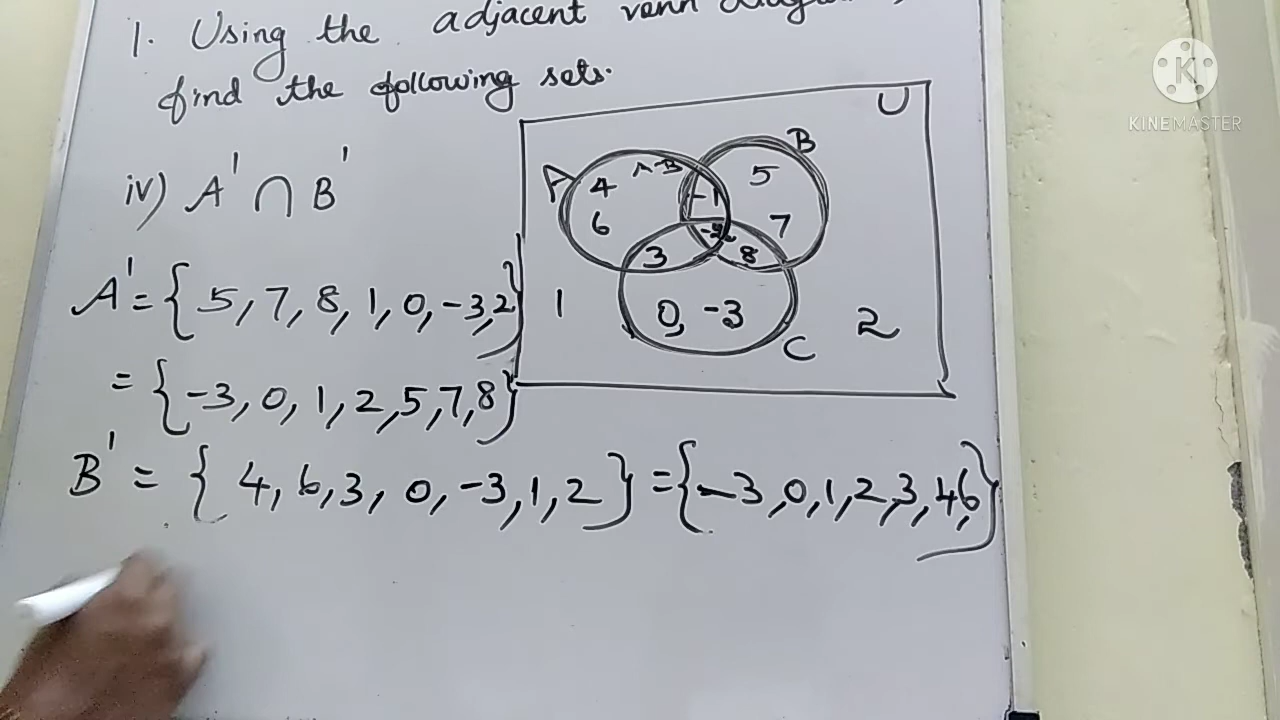 1. Using the adjacent venn
find the following sets.
iv) A' ∩ B'
A' = { 5, 7, 8, 1, 0, -3, 2 }
= { -3, 0, 1, 2, 5, 7, 8 }
B' = { 4, 6, 3, 0, -3, 1, 2 } = { -3, 0, 1, 2, 3, 4, 6 }
U
A
B
4
A-B
5
-1
6
7
-2
3
8
1
0, -3
2
C
K
KINEMASTER